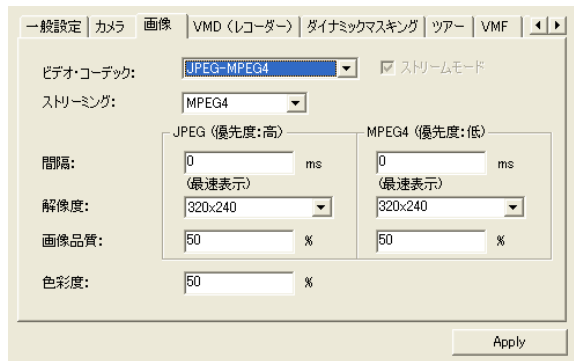 一般設定 カメラ 画像 VMD（レコーダー） ダイナミックマスキング ツアー VMF
ビデオ・コーデック: JPEG-MPEG4 ストリームモード
ストリーミング: MPEG4
JPEG（優先度:高） MPEG4（優先度:低）
間隔: 0 ms 0 ms
(最速表示) (最速表示)
解像度: 320x240 320x240
画像品質: 50 % 50 %
色彩度: 50 %
Apply